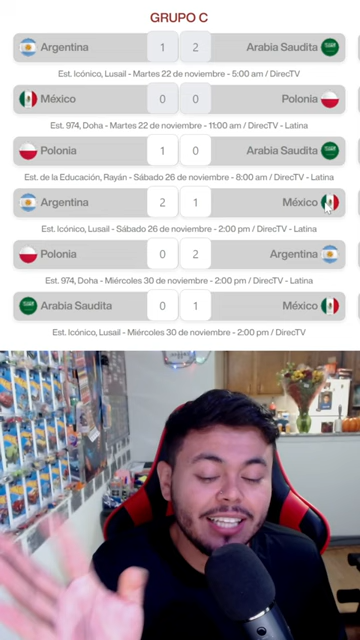 GRUPO C
Argentina 1 2 Arabia Saudita
Est. Icónico, Lusail - Martes 22 de noviembre - 5:00 am / DirecTV
México 0 0 Polonia
Est. 974, Doha - Martes 22 de noviembre - 11:00 am / DirecTV - Latina
Polonia 1 0 Arabia Saudita
Est. de la Educación, Rayán - Sábado 26 de noviembre - 8:00 am / DirecTV - Latina
Argentina 2 1 México
Est. Icónico, Lusail - Sábado 26 de noviembre - 2:00 pm / DirecTV - Latina
Polonia 0 2 Argentina
Est. 974, Doha - Miércoles 30 de noviembre - 2:00 pm / DirecTV - Latina
Arabia Saudita 0 1 México
Est. Icónico, Lusail - Miércoles 30 de noviembre - 2:00 pm / DirecTV